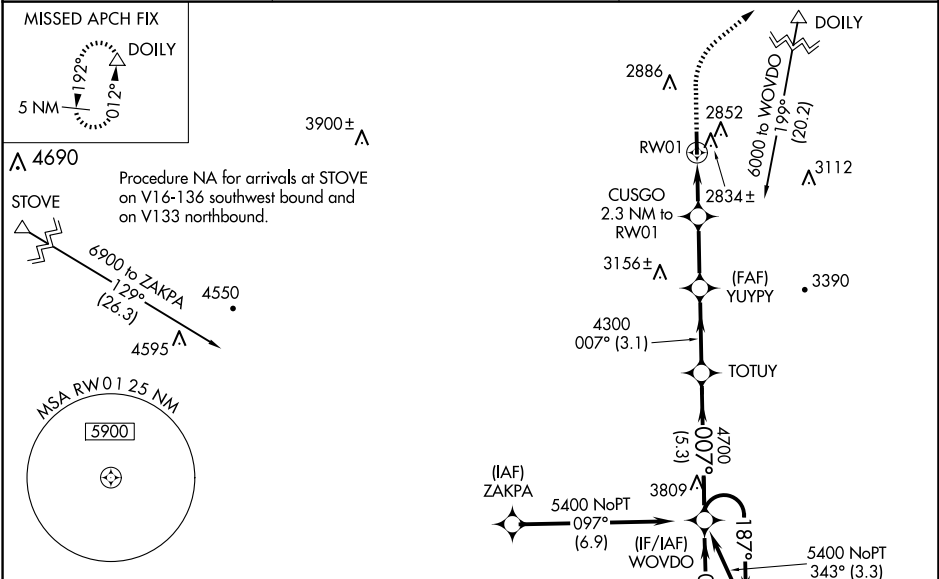 MISSED APCH FIX
DOILY
192°
012°
5 NM
4690
3900±
Procedure NA for arrivals at STOVE
on V16-136 southwest bound and
on V133 northbound.
STOVE
6900 to ZAKPA
129°
(26.3)
4550
4595
MSA RW01 25 NM
5900
DOILY
2886
2852
6000 to WOVDO
199°
(20.2)
RW01
2834±
3112
CUSGO
2.3 NM to
RW01
3156±
(FAF)
YUYPY
3390
4300
007° (3.1)
TOTUY
4700
007°
(5.3)
3809
(IAF)
ZAKPA
5400 NoPT
097°
(6.9)
(IF/IAF)
WOVDO
187°
5400 NoPT
343° (3.3)